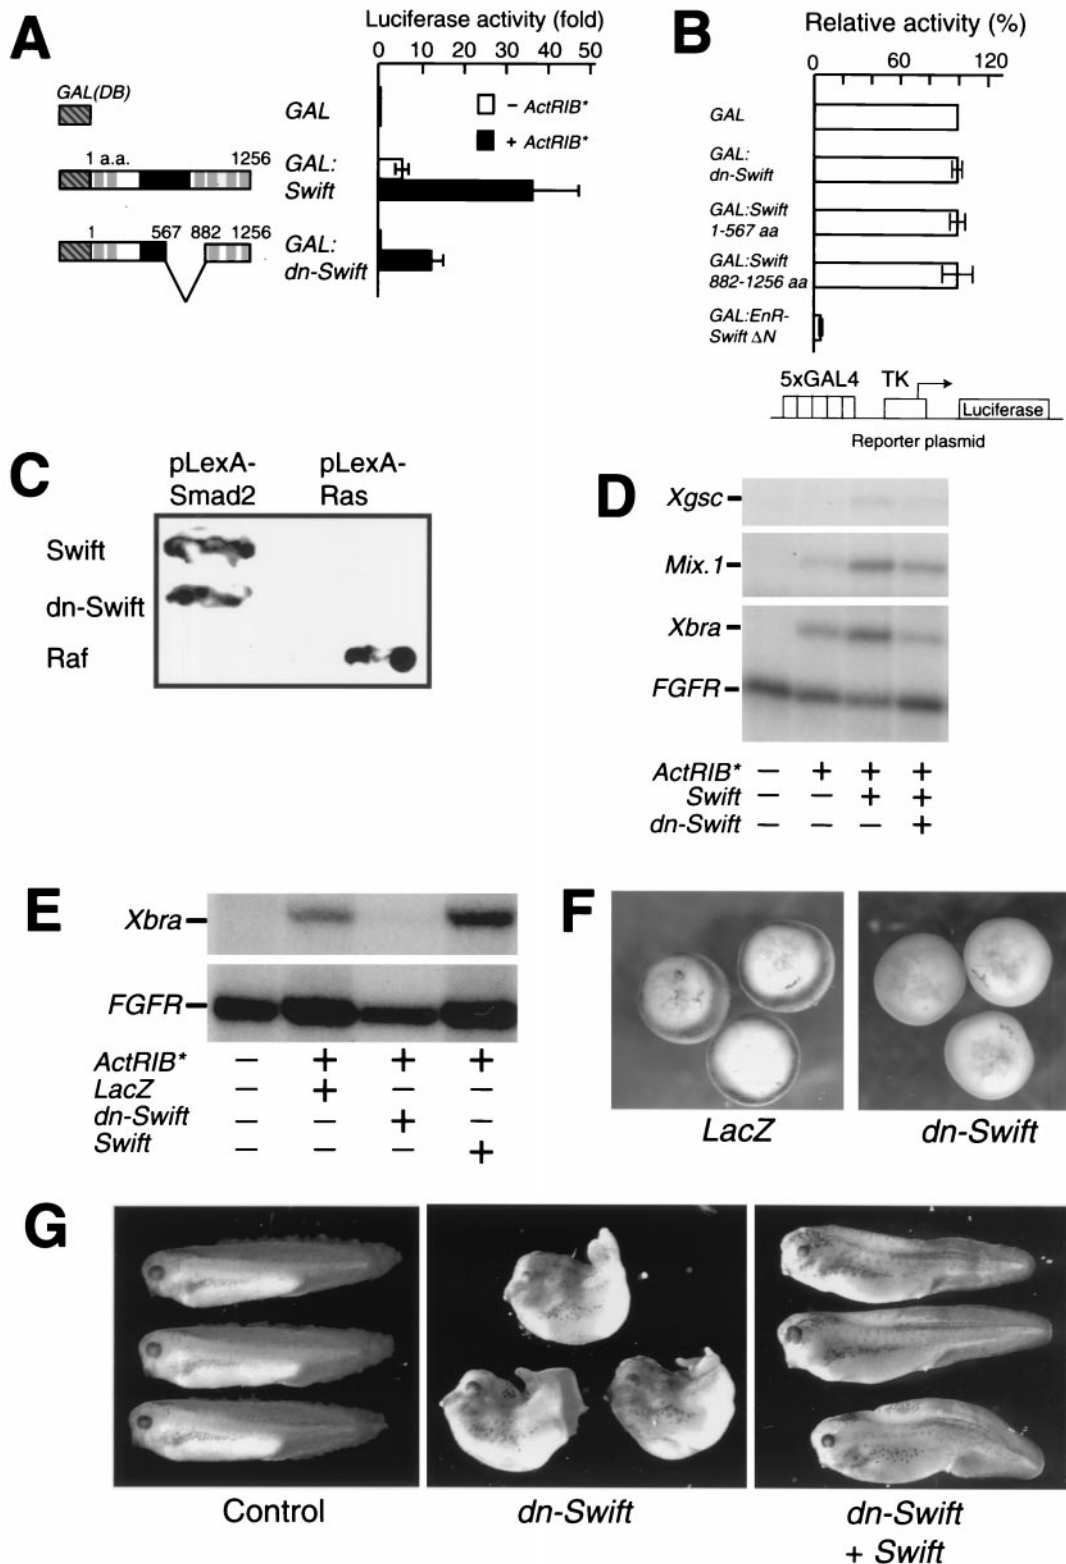 A
Luciferase activity (fold)
0 10 20 30 40 50
GAL(DB)
GAL
– ActRIB*
+ ActRIB*
1 a.a. 1256
GAL:
Swift
1 567 882 1256
GAL:
dn-Swift
B
Relative activity (%)
0 60 120
GAL
GAL:
dn-Swift
GAL:Swift
1-567 aa
GAL:Swift
882-1256 aa
GAL:EnR-
Swift ΔN
5xGAL4 TK
Luciferase
Reporter plasmid
C
pLexA-
Smad2
pLexA-
Ras
Swift
dn-Swift
Raf
D
Xgsc
Mix.1
Xbra
FGFR
ActRIB* – + + +
Swift – – + +
dn-Swift – – – +
E
Xbra
FGFR
ActRIB* – + + +
LacZ – + – –
dn-Swift – – + –
Swift – – – +
F
LacZ
dn-Swift
G
Control
dn-Swift
dn-Swift
+ Swift